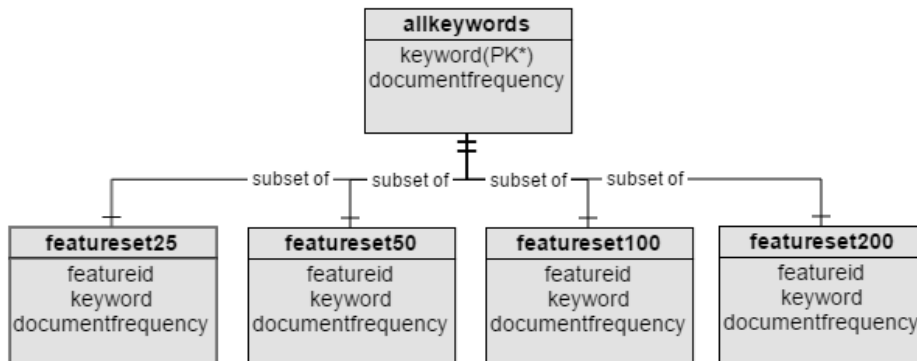 allkeywords
keyword(PK*)
documentfrequency
subset of subset of subset of subset of
featureset25 featureset50 featureset100 featureset200
featureid featureid featureid featureid
keyword keyword keyword keyword
documentfrequency documentfrequency documentfrequency documentfrequency